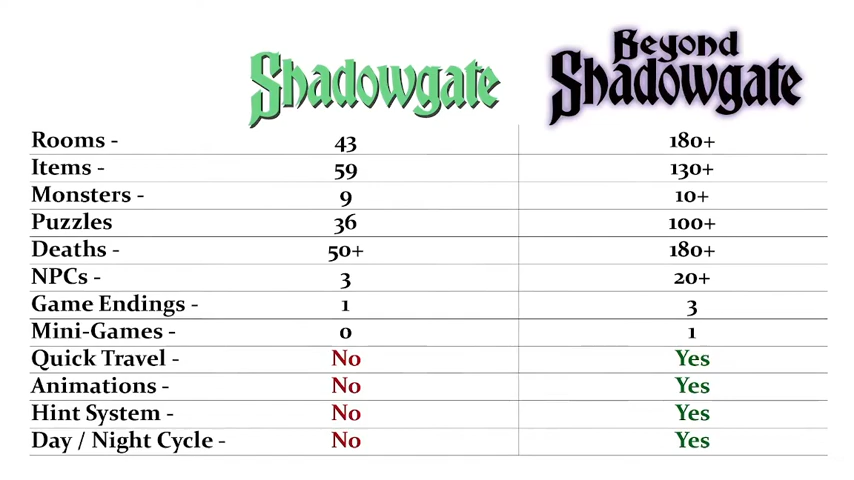 Shadowgate Beyond Shadowgate
Rooms - 43 180+
Items - 59 130+
Monsters - 9 10+
Puzzles 36 100+
Deaths - 50+ 180+
NPCs - 3 20+
Game Endings - 1 3
Mini-Games - 0 1
Quick Travel - No Yes
Animations - No Yes
Hint System - No Yes
Day / Night Cycle - No Yes